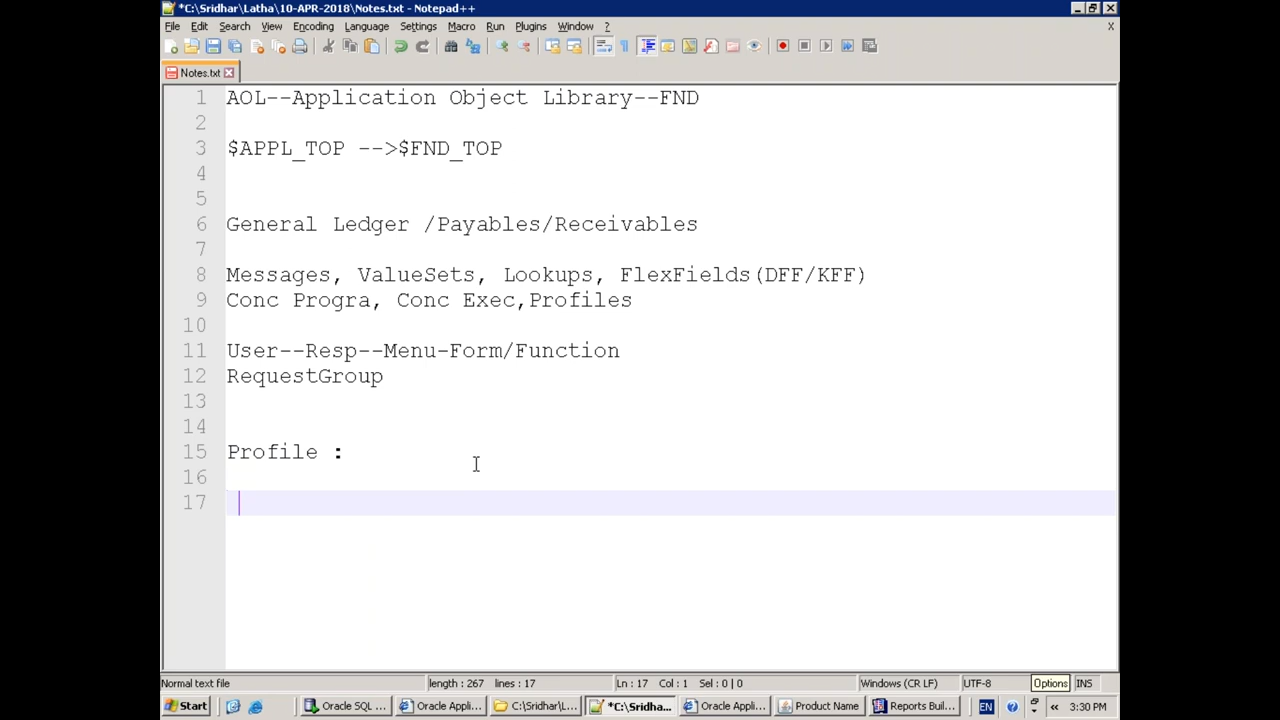 *C:\Sridhar\Latha\10-APR-2018\Notes.txt - Notepad++
File Edit Search View Encoding Language Settings Macro Run Plugins Window ? X
Notes.txt
1 AOL--Application Object Library--FND
2
3 $APPL_TOP -->$FND_TOP
4
5
6 General Ledger /Payables/Receivables
7
8 Messages, ValueSets, Lookups, FlexFields(DFF/KFF)
9 Conc Progra, Conc Exec,Profiles
10
11 User--Resp--Menu-Form/Function
12 RequestGroup
13
14
15 Profile :
16
17
Normal text file length : 267 lines : 17 Ln : 17 Col : 1 Sel : 0 | 0 Windows (CR LF) UTF-8 Options INS
Start Oracle SQL ... Oracle Appli... C:\Sridhar\L... *C:\Sridha... Oracle Appli... Product Name Reports Buil... EN 3:30 PM